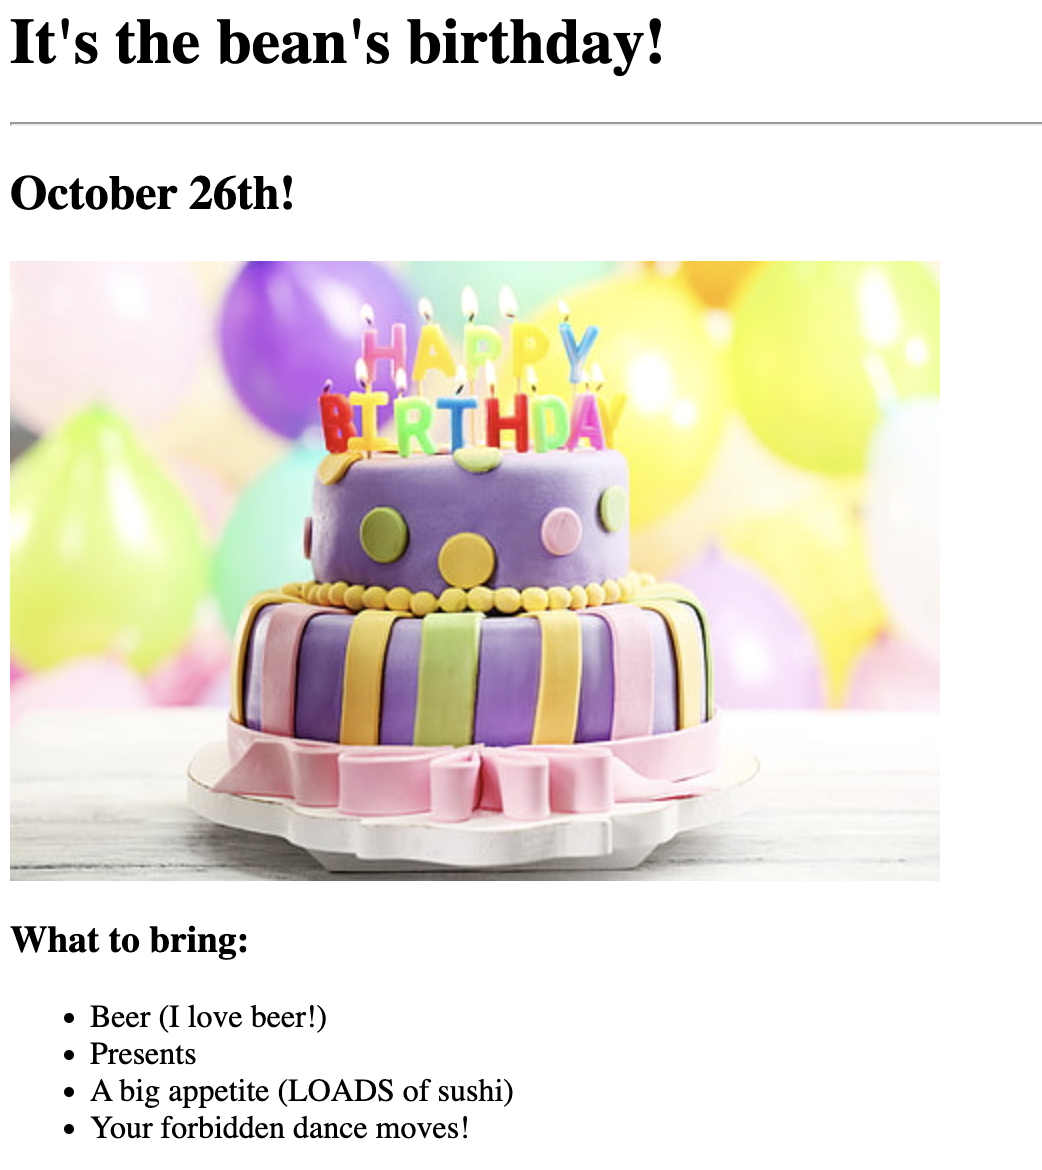 It's the bean's birthday!
October 26th!
HAPPY
BIRTHDAY
What to bring:
Beer (I love beer!)
Presents
A big appetite (LOADS of sushi)
Your forbidden dance moves!